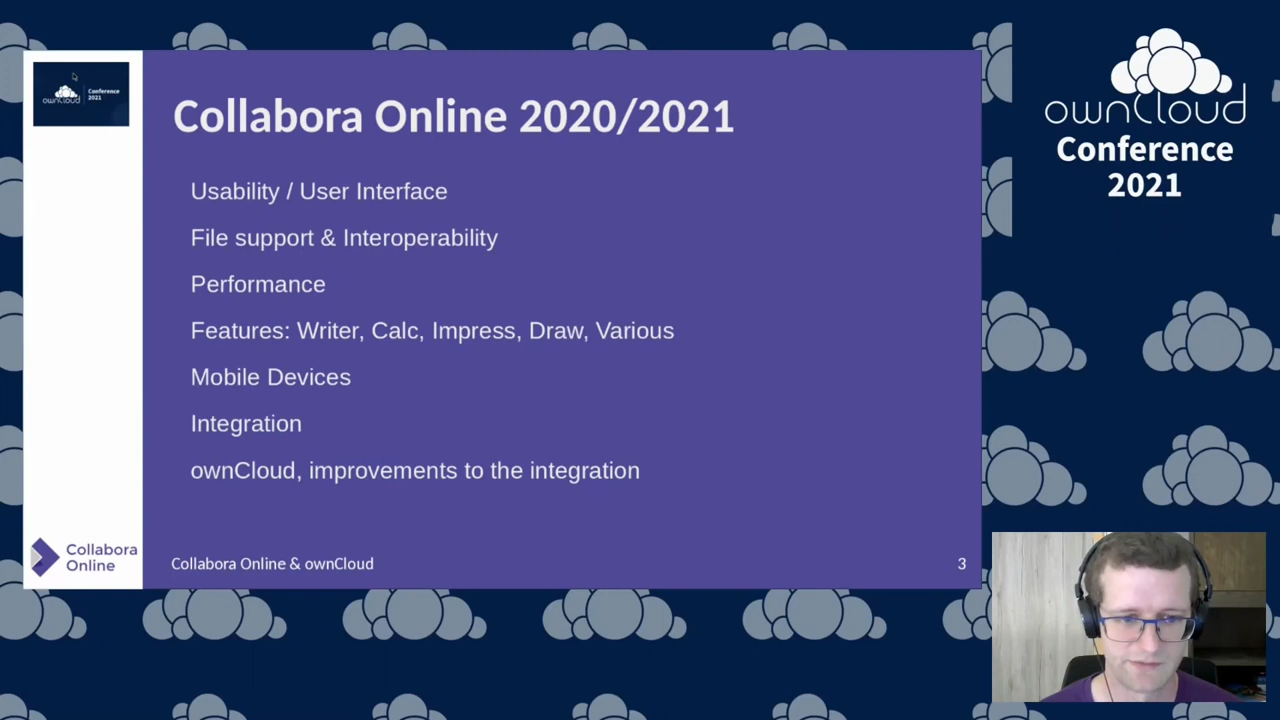 Collabora Online 2020/2021
Usability / User Interface
File support & Interoperability
Performance
Features: Writer, Calc, Impress, Draw, Various
Mobile Devices
Integration
ownCloud, improvements to the integration
Collabora Online & ownCloud
3
Collabora
Online
ownCloud
Conference
2021
ownCloud
Conference
2021